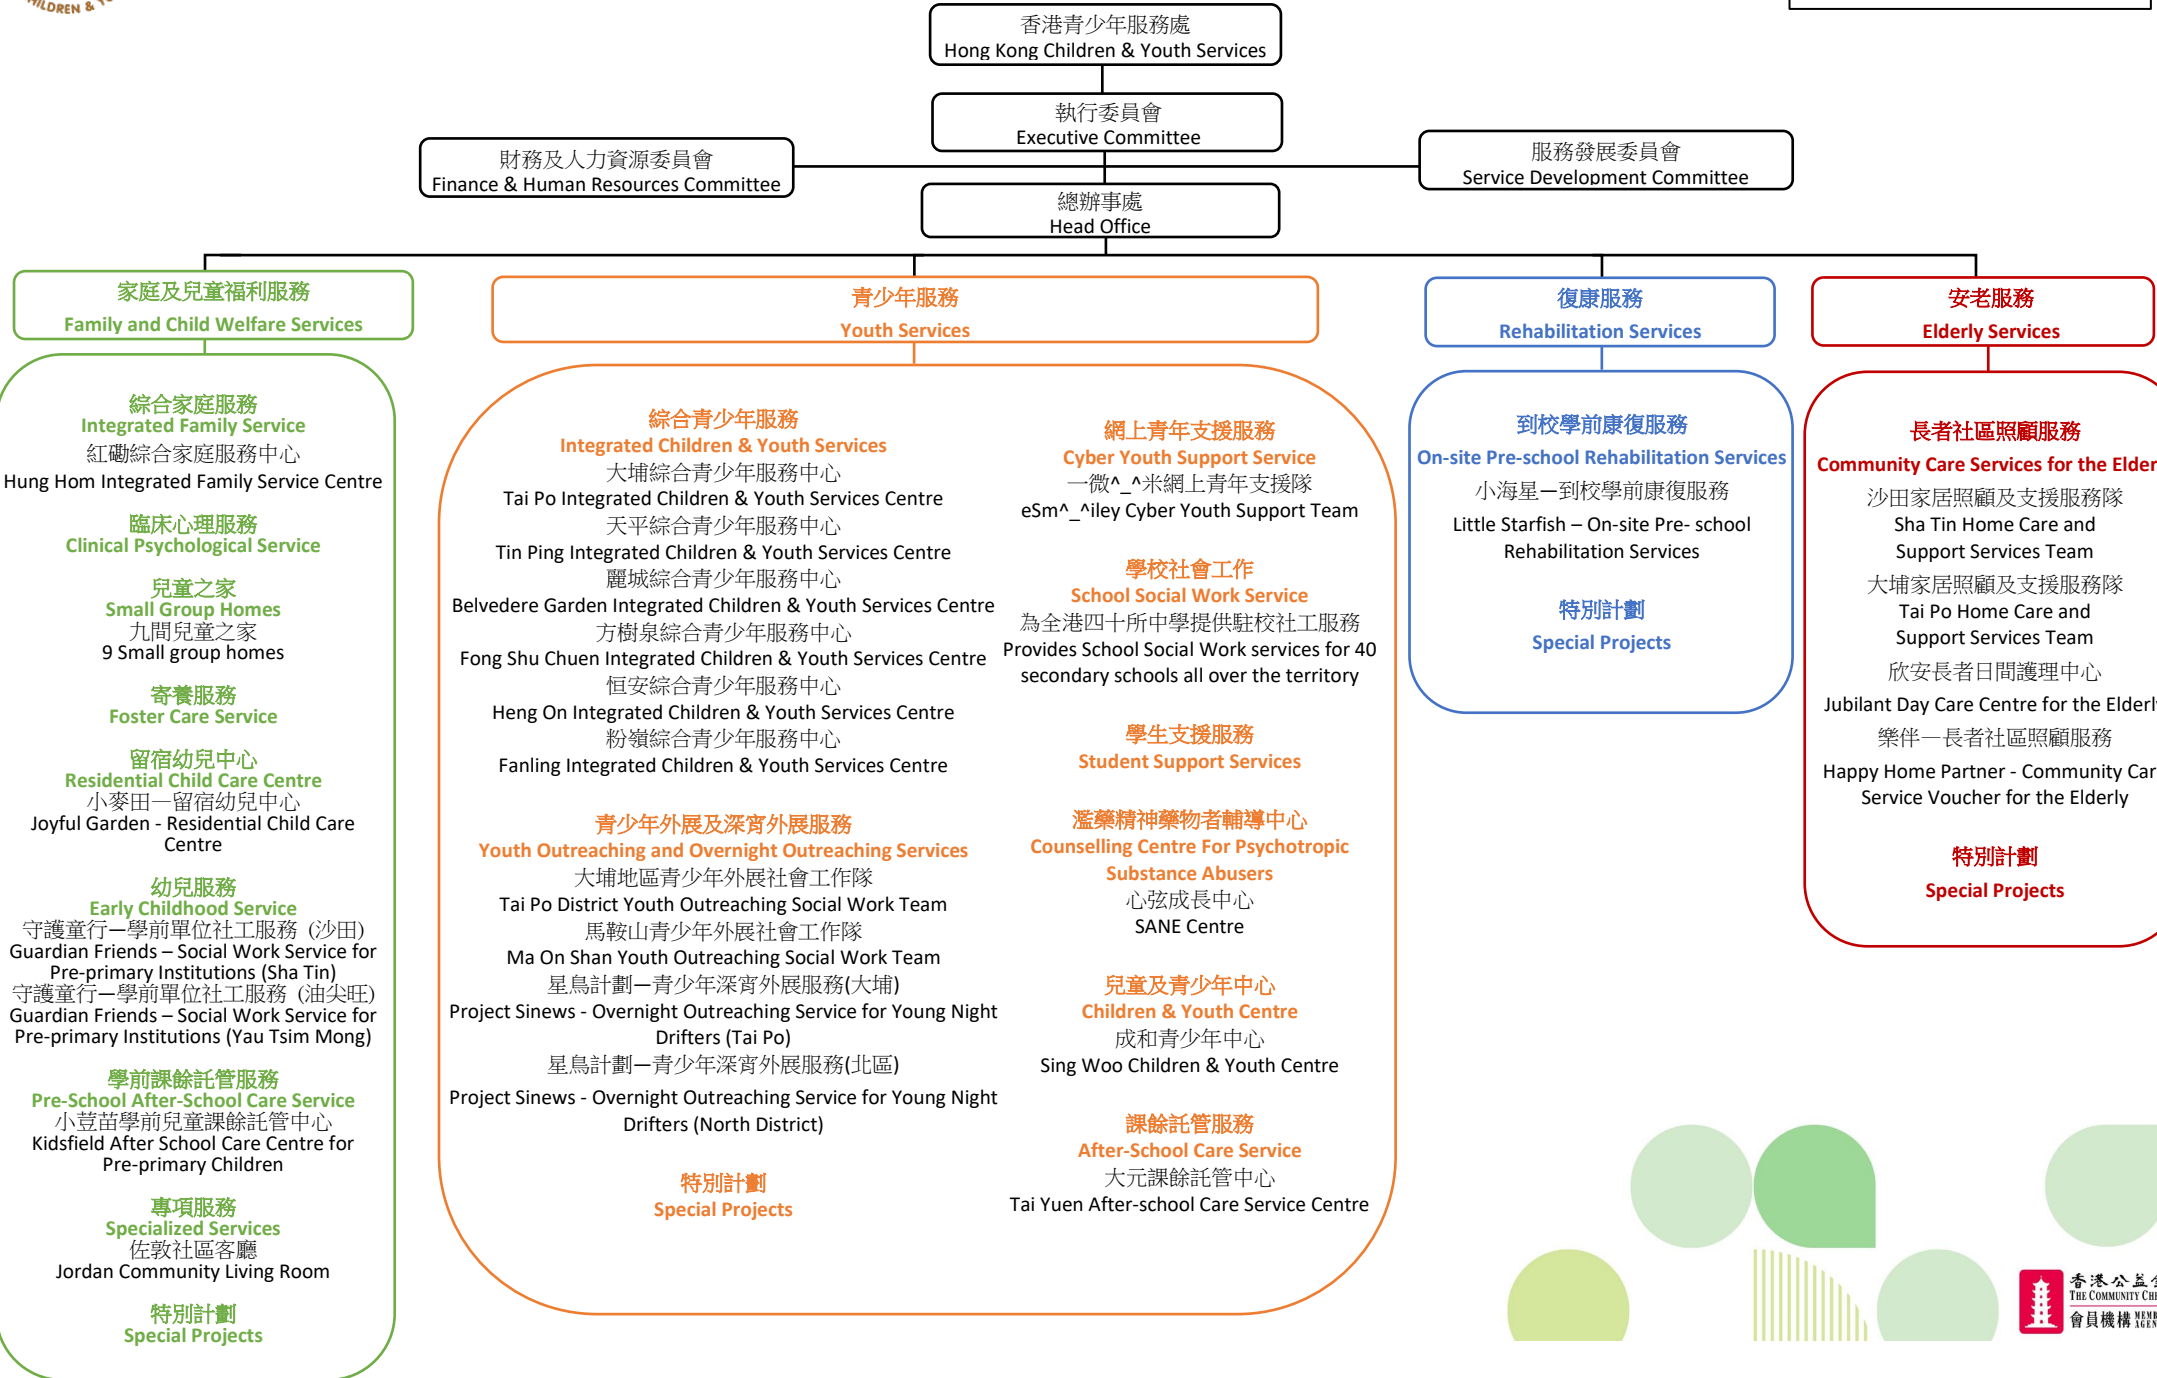 香港青少年服務處
Hong Kong Children & Youth Services
執行委員會
Executive Committee
財務及人力資源委員會
Finance & Human Resources Committee
服務發展委員會
Service Development Committee
總辦事處
Head Office
家庭及兒童福利服務
Family and Child Welfare Services
綜合家庭服務
Integrated Family Service
紅磡綜合家庭服務中心
Hung Hom Integrated Family Service Centre
臨床心理服務
Clinical Psychological Service
兒童之家
Small Group Homes
九間兒童之家
9 Small group homes
寄養服務
Foster Care Service
留宿幼兒中心
Residential Child Care Centre
小麥田—留宿幼兒中心
Joyful Garden - Residential Child Care
Centre
幼兒服務
Early Childhood Service
守護童行—學前單位社工服務 (沙田)
Guardian Friends – Social Work Service for
Pre-primary Institutions (Sha Tin)
守護童行—學前單位社工服務 (油尖旺)
Guardian Friends – Social Work Service for
Pre-primary Institutions (Yau Tsim Mong)
學前課餘託管服務
Pre-School After-School Care Service
小荳苗學前兒童課餘託管中心
Kidsfield After School Care Centre for
Pre-primary Children
專項服務
Specialized Services
佐敦社區客廳
Jordan Community Living Room
特別計劃
Special Projects
青少年服務
Youth Services
綜合青少年服務
Integrated Children & Youth Services
大埔綜合青少年服務中心
Tai Po Integrated Children & Youth Services Centre
天平綜合青少年服務中心
Tin Ping Integrated Children & Youth Services Centre
麗城綜合青少年服務中心
Belvedere Garden Integrated Children & Youth Services Centre
方樹泉綜合青少年服務中心
Fong Shu Chuen Integrated Children & Youth Services Centre
恒安綜合青少年服務中心
Heng On Integrated Children & Youth Services Centre
粉嶺綜合青少年服務中心
Fanling Integrated Children & Youth Services Centre
青少年外展及深宵外展服務
Youth Outreaching and Overnight Outreaching Services
大埔地區青少年外展社會工作隊
Tai Po District Youth Outreaching Social Work Team
馬鞍山青少年外展社會工作隊
Ma On Shan Youth Outreaching Social Work Team
星鳥計劃—青少年深宵外展服務(大埔)
Project Sinews - Overnight Outreaching Service for Young Night
Drifters (Tai Po)
星鳥計劃—青少年深宵外展服務(北區)
Project Sinews - Overnight Outreaching Service for Young Night
Drifters (North District)
特別計劃
Special Projects
網上青年支援服務
Cyber Youth Support Service
一微^_^米網上青年支援隊
eSm^_^iley Cyber Youth Support Team
學校社會工作
School Social Work Service
為全港四十所中學提供駐校社工服務
Provides School Social Work services for 40
secondary schools all over the territory
學生支援服務
Student Support Services
濫藥精神藥物者輔導中心
Counselling Centre For Psychotropic
Substance Abusers
心弦成長中心
SANE Centre
兒童及青少年中心
Children & Youth Centre
成和青少年中心
Sing Woo Children & Youth Centre
課餘託管服務
After-School Care Service
大元課餘託管中心
Tai Yuen After-school Care Service Centre
復康服務
Rehabilitation Services
到校學前康復服務
On-site Pre-school Rehabilitation Services
小海星—到校學前康復服務
Little Starfish – On-site Pre- school
Rehabilitation Services
特別計劃
Special Projects
安老服務
Elderly Services
長者社區照顧服務
Community Care Services for the Elder
沙田家居照顧及支援服務隊
Sha Tin Home Care and
Support Services Team
大埔家居照顧及支援服務隊
Tai Po Home Care and
Support Services Team
欣安長者日間護理中心
Jubilant Day Care Centre for the Elderly
樂伴—長者社區照顧服務
Happy Home Partner - Community Car
Service Voucher for the Elderly
特別計劃
Special Projects
香港公益
THE COMMUNITY
會員機構